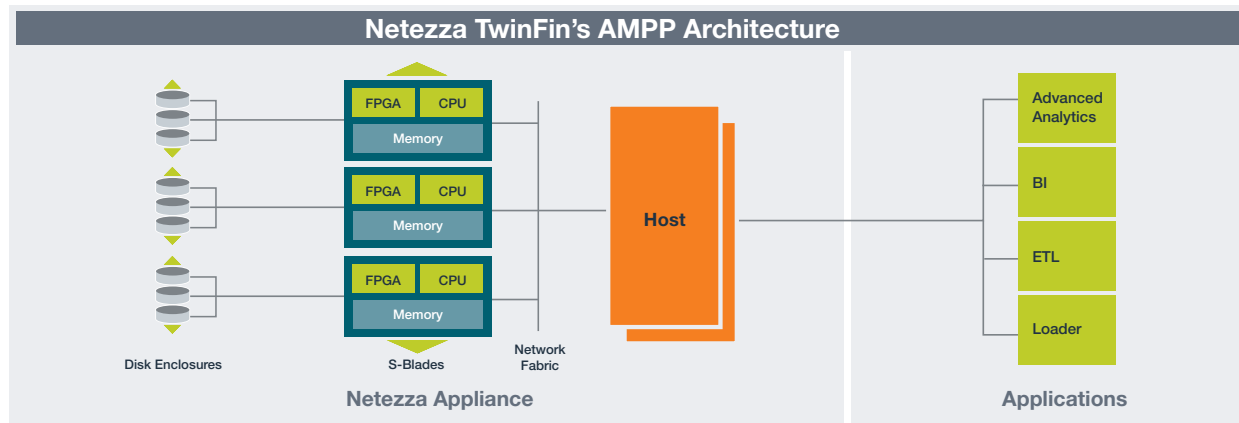 Netezza TwinFin's AMPP Architecture
FPGA CPU
Memory
FPGA CPU
Memory
FPGA CPU
Memory
Disk Enclosures
S-Blades
Network
Fabric
Host
Netezza Appliance
Advanced
Analytics
BI
ETL
Loader
Applications